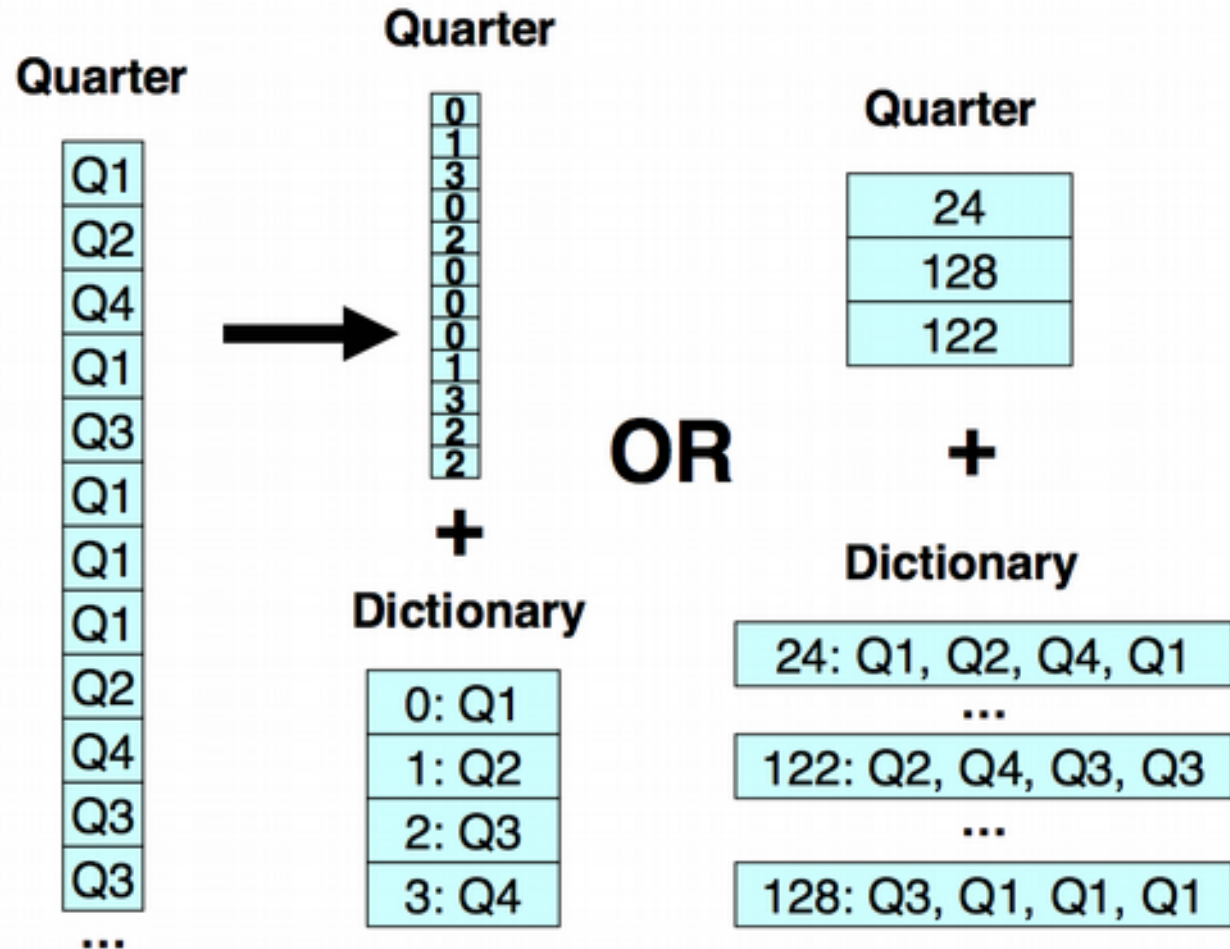 Quarter
Q1
Q2
Q4
Q1
Q3
Q1
Q1
Q1
Q2
Q4
Q3
Q3
...
Quarter
0
1
3
0
2
0
0
0
1
3
2
2
+
Dictionary
0: Q1
1: Q2
2: Q3
3: Q4
OR
Quarter
24
128
122
+
Dictionary
24: Q1, Q2, Q4, Q1
...
122: Q2, Q4, Q3, Q3
...
128: Q3, Q1, Q1, Q1